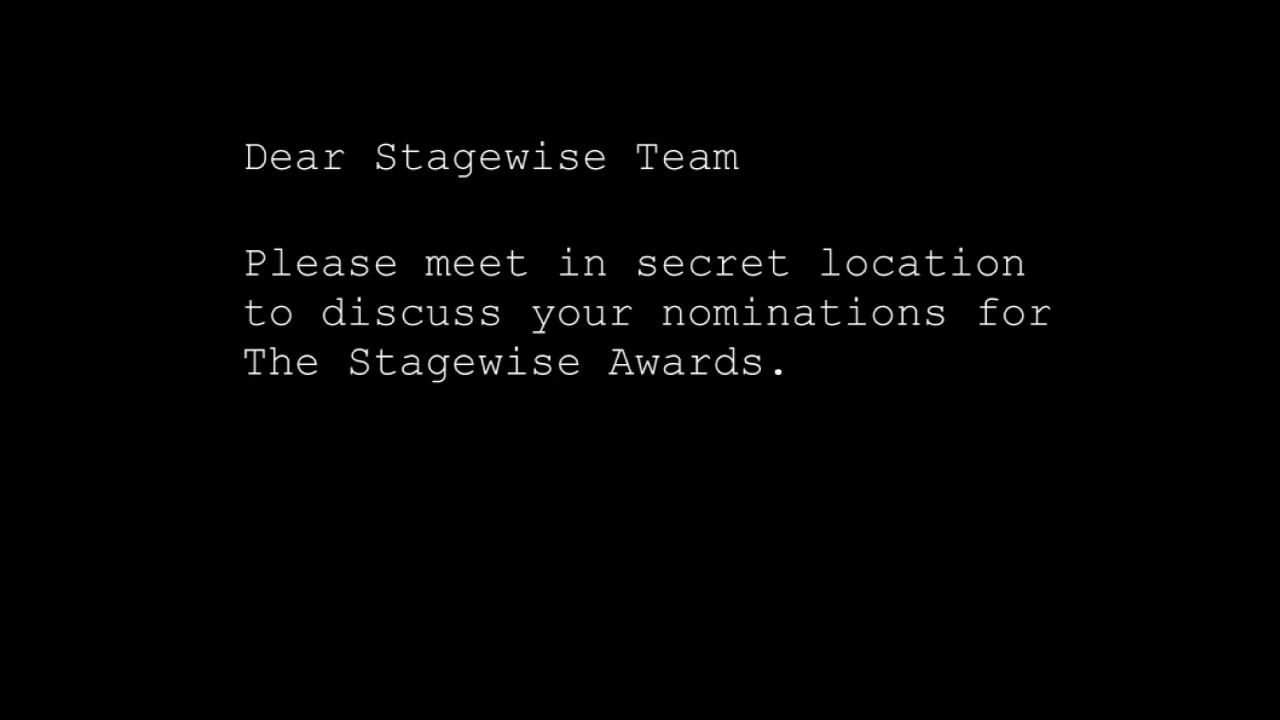 Dear Stagewise Team
Please meet in secret location
to discuss your nominations for
The Stagewise Awards.